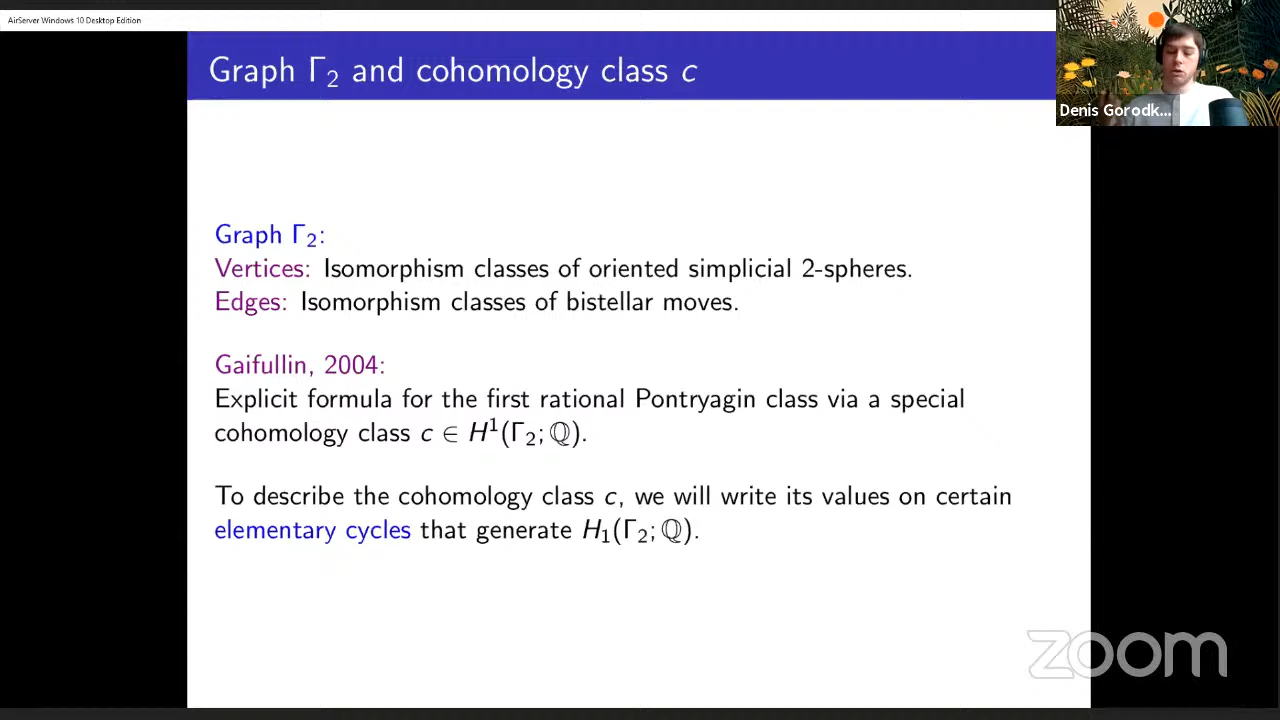 AirServer Windows 10 Desktop Edition
Graph Γ₂ and cohomology class c
Denis Gorodk...
Graph Γ₂:
Vertices: Isomorphism classes of oriented simplicial 2-spheres.
Edges: Isomorphism classes of bistellar moves.
Gaifullin, 2004:
Explicit formula for the first rational Pontryagin class via a special
cohomology class c ∈ H¹(Γ₂; ℚ).
To describe the cohomology class c, we will write its values on certain
elementary cycles that generate H₁(Γ₂; ℚ).
zoom